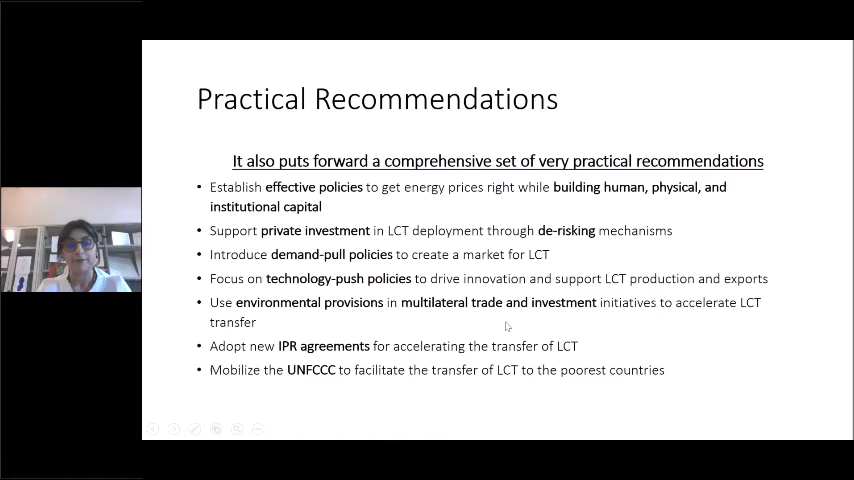 Practical Recommendations
It also puts forward a comprehensive set of very practical recommendations
• Establish effective policies to get energy prices right while building human, physical, and
institutional capital
• Support private investment in LCT deployment through de-risking mechanisms
• Introduce demand-pull policies to create a market for LCT
• Focus on technology-push policies to drive innovation and support LCT production and exports
• Use environmental provisions in multilateral trade and investment initiatives to accelerate LCT
transfer
• Adopt new IPR agreements for accelerating the transfer of LCT
• Mobilize the UNFCCC to facilitate the transfer of LCT to the poorest countries